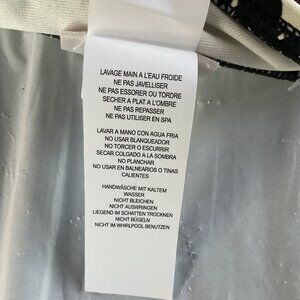 LAVAGE MAIN A L'EAU FROIDE
NE PAS JAVELLISER
NE PAS ESSORER OU TORDRE
SECHER A PLAT A L'OMBRE
NE PAS REPASSER
NE PAS UTILISER EN SPA
LAVAR A MANO CON AGUA FRIA
NO USAR BLANQUEADOR
NO TORCER O ESCURRIR
SECAR COLGADO A LA SOMBRA
NO PLANCHAR
NO USAR EN BALNEARIOS O TINAS
CALIENTES
HANDWÄSCHE MIT KALTEM
WASSER
NICHT BLEICHEN
NICHT AUSWRINGEN
LIEGEND IM SCHATTEN TROCKNEN
NICHT BÜGELN
NICHT IM WHIRLPOOL BENUTZEN